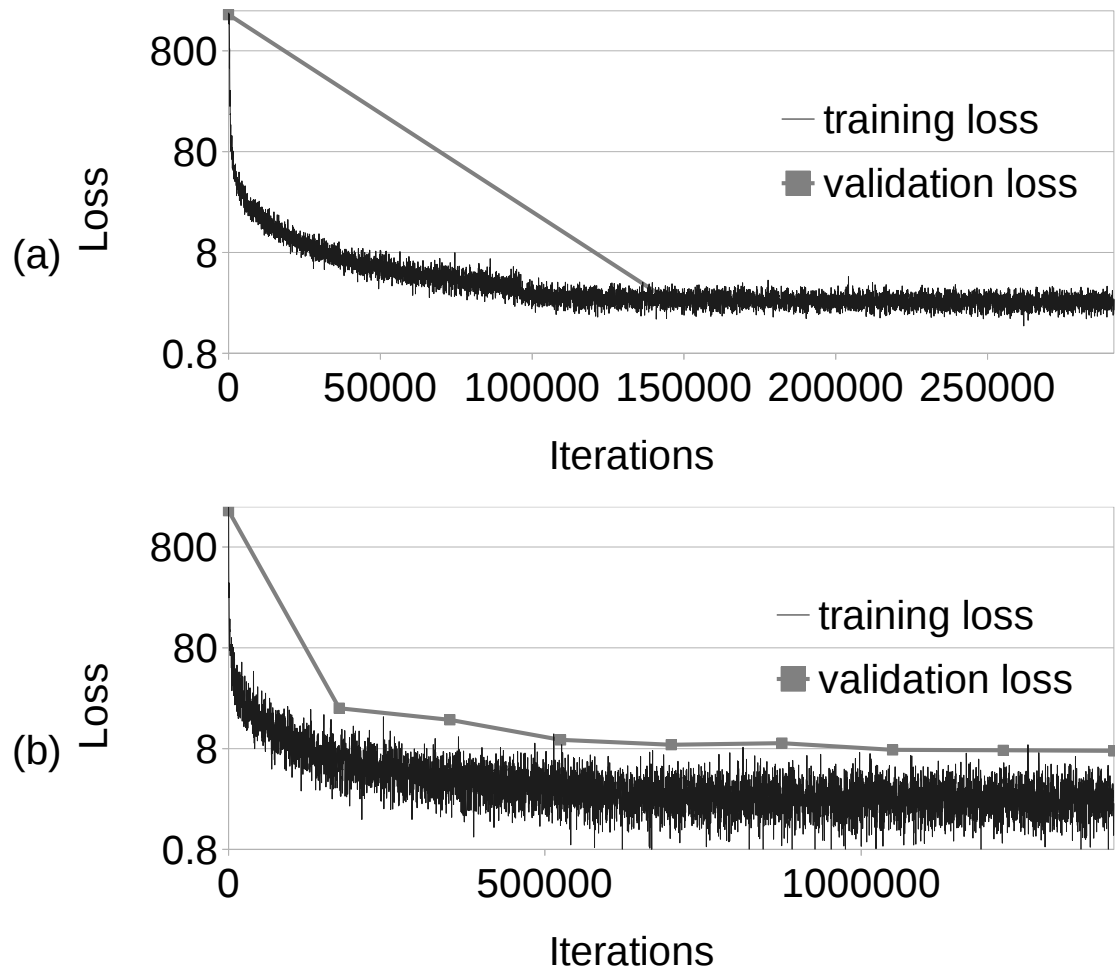 800
80
8
0.8
(a)
Loss
training loss
validation loss
0 50000 100000 150000 200000 250000
Iterations
800
80
8
0.8
(b)
Loss
training loss
validation loss
0 500000 1000000
Iterations